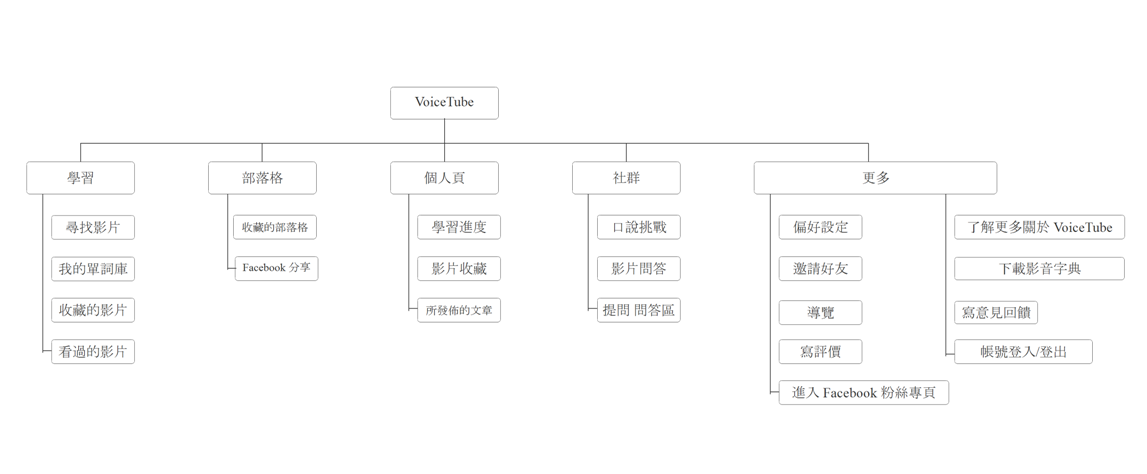 VoiceTube
學習
尋找影片
我的單詞庫
收藏的影片
看過的影片
部落格
收藏的部落格
Facebook 分享
個人頁
學習進度
影片收藏
所發佈的文章
社群
口說挑戰
影片問答
提問 問答區
更多
偏好設定
邀請好友
導覽
寫評價
進入 Facebook 粉絲專頁
了解更多關於 VoiceTube
下載影音字典
寫意見回饋
帳號登入/登出